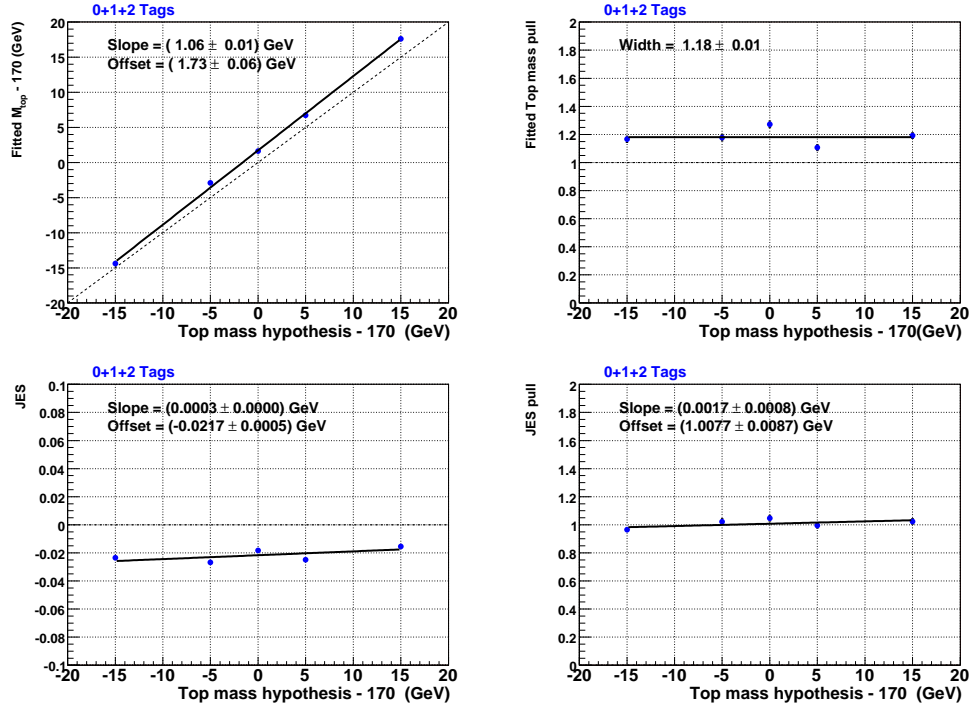 0+1+2 Tags
Fitted M_top - 170 (GeV)
Slope = ( 1.06 ± 0.01) GeV
Offset = ( 1.73 ± 0.06) GeV
20
15
10
5
0
-5
-10
-15
-20
-20 -15 -10 -5 0 5 10 15 20
Top mass hypothesis - 170 (GeV)
0+1+2 Tags
Fitted Top mass pull
Width = 1.18 ± 0.01
2
1.8
1.6
1.4
1.2
1
0.8
0.6
0.4
0.2
0
-20 -15 -10 -5 0 5 10 15 20
Top mass hypothesis - 170(GeV)
0+1+2 Tags
JES
Slope = (0.0003 ± 0.0000) GeV
Offset = (-0.0217 ± 0.0005) GeV
0.1
0.08
0.06
0.04
0.02
0
-0.02
-0.04
-0.06
-0.08
-0.1
-20 -15 -10 -5 0 5 10 15 20
Top mass hypothesis - 170 (GeV)
0+1+2 Tags
JES pull
Slope = (0.0017 ± 0.0008) GeV
Offset = (1.0077 ± 0.0087) GeV
2
1.8
1.6
1.4
1.2
1
0.8
0.6
0.4
0.2
0
-20 -15 -10 -5 0 5 10 15 20
Top mass hypothesis - 170 (GeV)